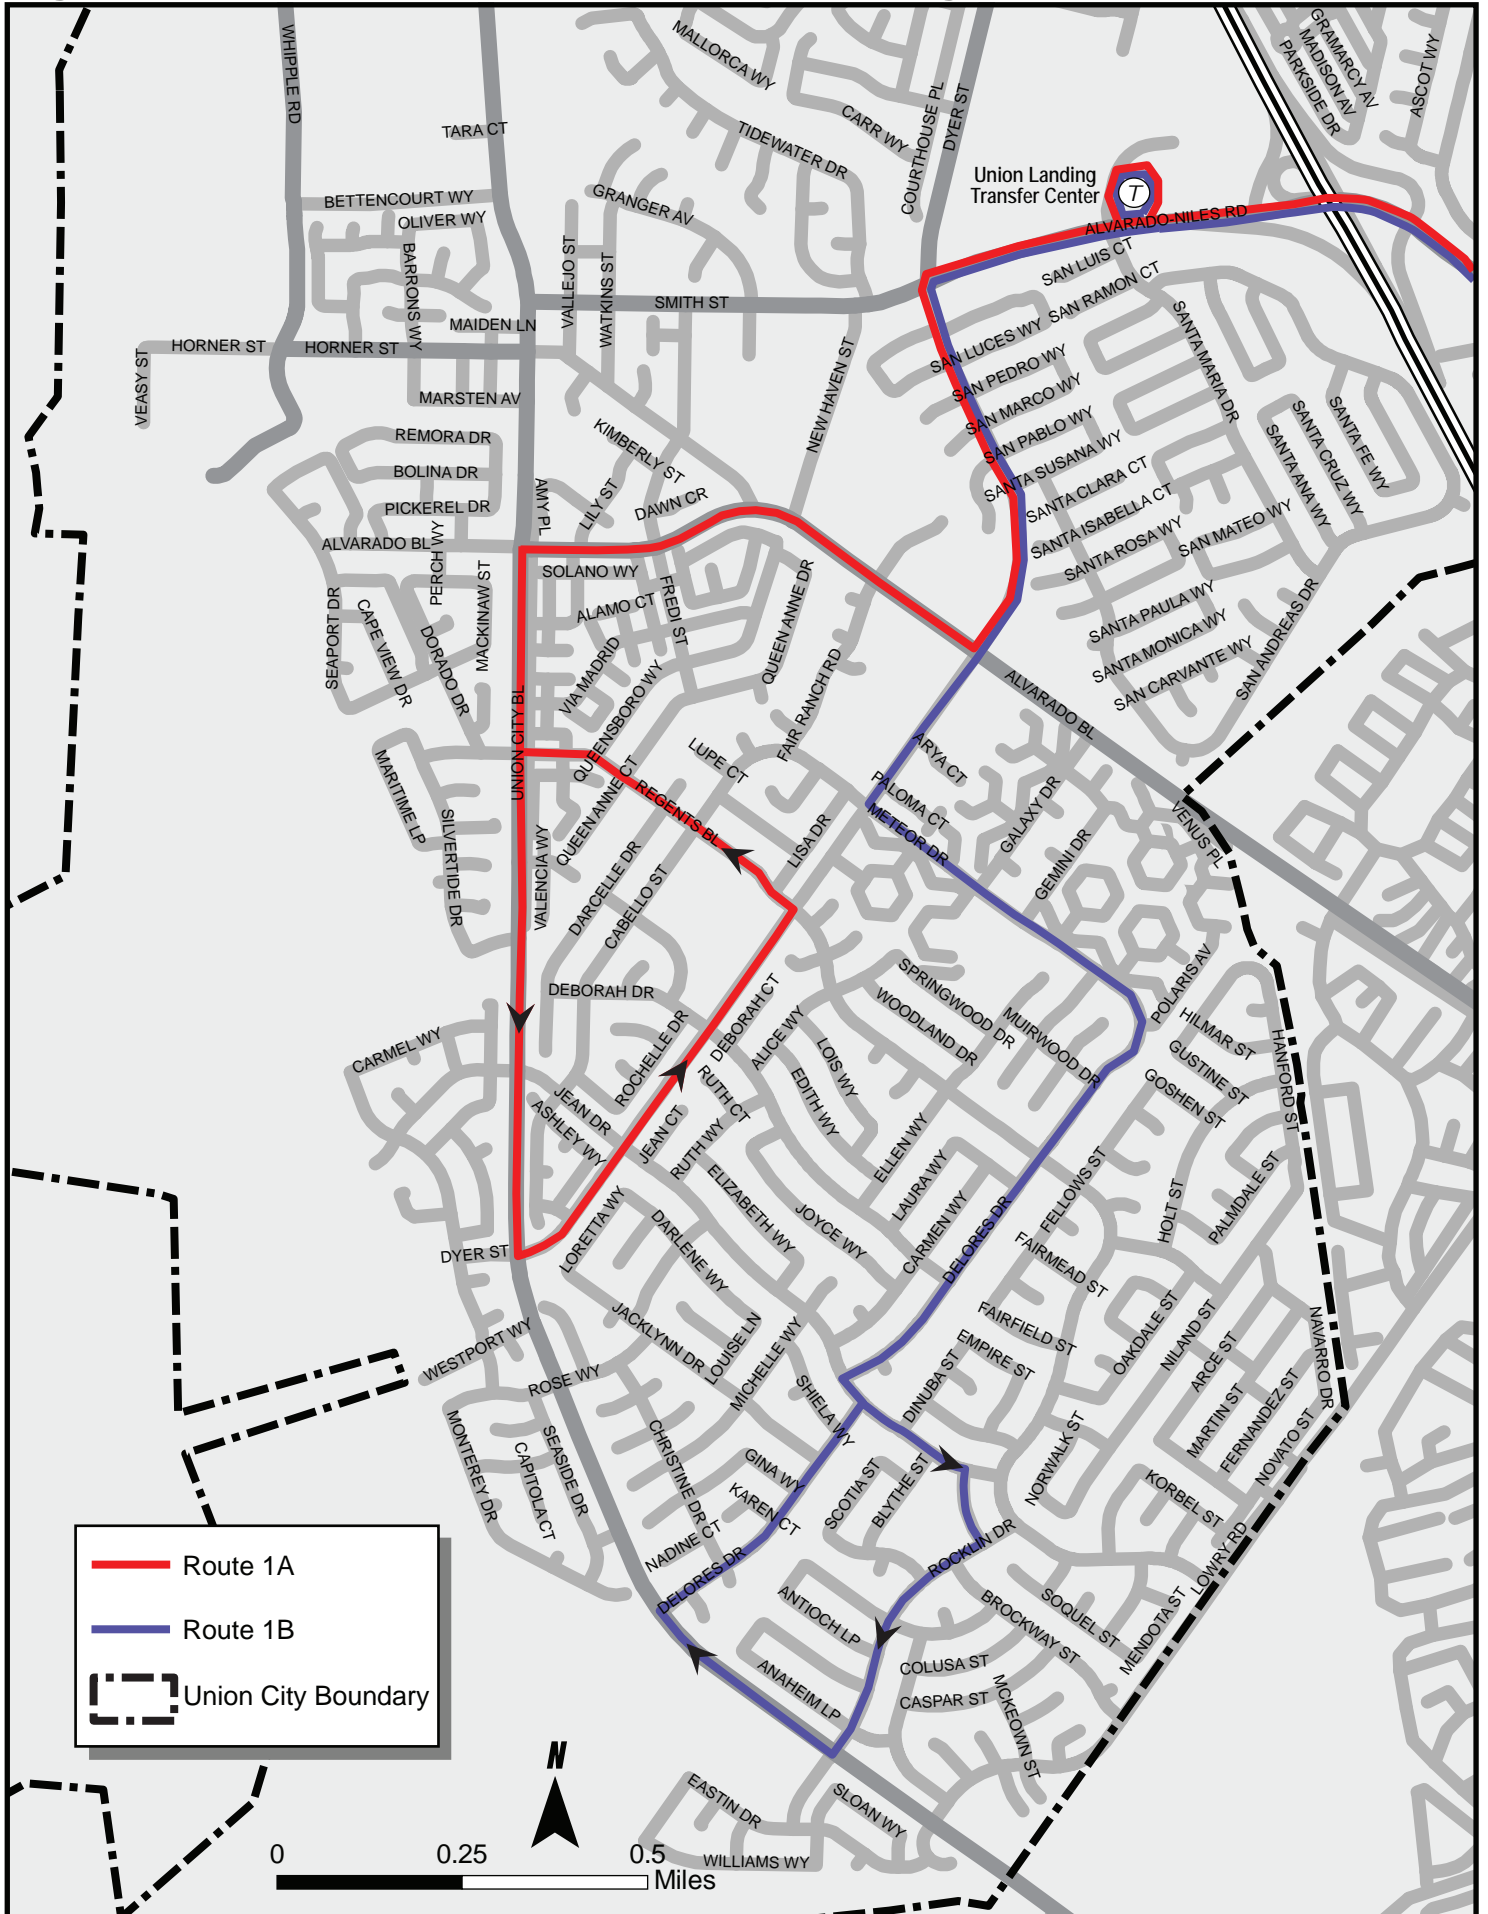 WHIPPLE RD
MALLORCA WY
GRAMARCY AV
MADISON AV
PARKSIDE DR
ASCOT WY
TARA CT
CARR WY
COURTHOUSE PL
DYER ST
TIDEWATER DR
Union Landing
Transfer Center
T
BETTENCOURT WY
OLIVER WY
GRANGER AV
ALVARADO-NILES RD
BARRONS WY
VALLEJO ST
WATKINS ST
SAN LUIS CT
SAN RAMON CT
SMITH ST
MAIDEN LN
SAN LUCES WY
SANTA MARIA DR
HORNER ST
HORNER ST
VEASY ST
SAN PEDRO WY
MARSTEN AV
NEW HAVEN ST
SAN MARCO WY
SAN PABLO WY
SANTA FE WY
SANTA CRUZ WY
SANTA ANA WY
REMORA DR
KIMBERLY ST
SANTA SUSANA WY
BOLINA DR
SANTA CLARA CT
PICKEREL DR
AMY PL
LILY ST
DAWN CR
SANTA ISABELLA CT
SAN MATEO WY
ALVARADO BL
PERCH WY
SANTA ROSA WY
SOLANO WY
MACKINAW ST
FREDI ST
QUEEN ANNE DR
SEAPORT DR
CAPE VIEW DR
DORADO DR
ALAMO CT
SANTA PAULA WY
SANTA MONICA WY
SAN CARVANTE WY
SAN ANDREAS DR
VIA MADRID
QUEENSBORO WY
FAIR RANCH RD
ALVARADO BL
UNION CITY BL
LUPE CT
ARYA CT
MARITIME LP
QUEEN ANNE CT
REGENTS BL
PALOMA CT
METEOR DR
GALAXY DR
VENUS PL
SILVERTIDE DR
VALENCIA WY
LISA DR
GEMINI DR
DARCELLE DR
CABELLO ST
DEBORAH DR
SPRINGWOOD DR
WOODLAND DR
POLARIS AV
CARMEL WY
ROCHELLE DR
DEBORAH CT
ALICE WY
LOIS WY
MUIRWOOD DR
HILMAR ST
GUSTINE ST
GOSHEN ST
HANFORD ST
JEAN DR
ASHLEY WY
RUTH CT
EDITH WY
JEAN CT
RUTH WY
ELLEN WY
LAURA WY
CARMEN WY
DELORES DR
FELLOWS ST
HOLT ST
PALMDALE ST
DYER ST
LORETTA WY
DARLENE WY
ELIZABETH WY
JOYCE WY
FAIRMEAD ST
WESTPORT WY
JACKLYNN DR
LOUISE LN
MICHELLE WY
FAIRFIELD ST
EMPIRE ST
OAKDALE ST
NILAND ST
ARCE ST
NAVARRO DR
ROSE WY
SHIELA WY
DINUBA ST
MARTIN ST
FERNANDEZ ST
NOVATO ST
MONTEREY DR
CAPITOLA CT
SEASIDE DR
CHRISTINE DR
GINA WY
KAREN CT
SCOTIA ST
BLYTHE ST
NORWALK ST
KORBEL ST
NADINE CT
DELORES DR
ROCKLIN DR
LOWRY RD
ANTIOCH LP
BROCKWAY ST
SOQUEL ST
MENDOTA ST
COLUSA ST
ANAHEIM LP
CASPAR ST
MCKEOWN ST
EASTIN DR
SLOAN WY
WILLIAMS WY
Route 1A
Route 1B
Union City Boundary
N
0
0.25
0.5
Miles